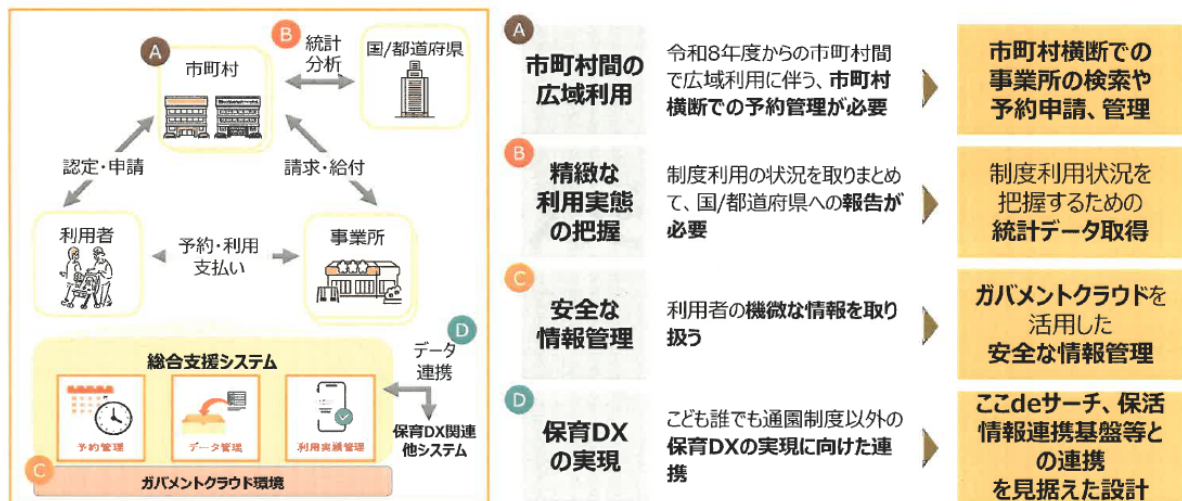 A
市町村
B
統計
分析
国/都道府県
認定・申請
請求・給付
利用者
予約・利用
支払い
事業所
D
データ
連携
総合支援システム
予約管理
データ管理
利用実績管理
保育DX関連
他システム
C
ガバメントクラウド環境
A
市町村間の
広域利用
令和8年度からの市町村間
で広域利用に伴う、市町村
横断での予約管理が必要
市町村横断での
事業所の検索や
予約申請、管理
B
精緻な
利用実態
の把握
制度利用の状況を取りまとめ
て、国/都道府県への報告が
必要
制度利用状況を
把握するための
統計データ取得
C
安全な
情報管理
利用者の機微な情報を取り
扱う
ガバメントクラウドを
活用した
安全な情報管理
D
保育DX
の実現
こども誰でも通園制度以外の
保育DXの実現に向けた連
携
ここdeサーチ、保活
情報連携基盤等と
の連携
を見据えた設計